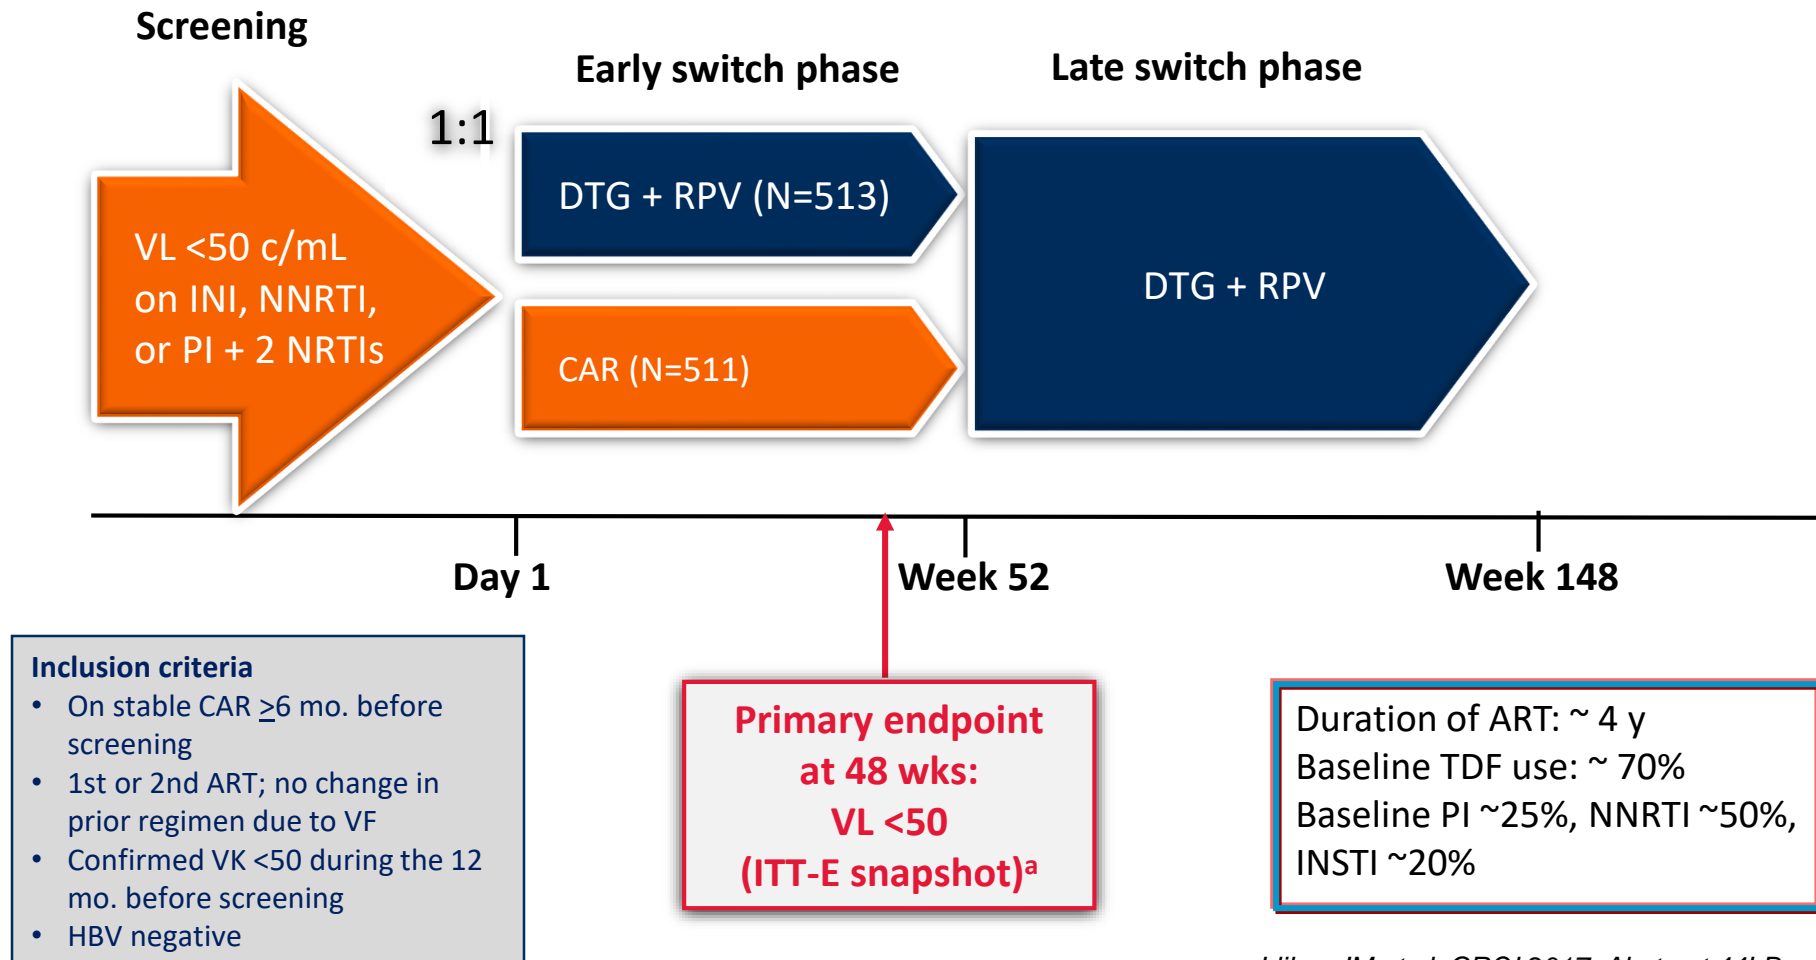 Screening
Early switch phase
Late switch phase
1:1
VL <50 c/mL
on INI, NNRTI,
or PI + 2 NRTIs
DTG + RPV (N=513)
CAR (N=511)
DTG + RPV
Day 1
Week 52
Week 148
Inclusion criteria
• On stable CAR ≥6 mo. before
screening
• 1st or 2nd ART; no change in
prior regimen due to VF
• Confirmed VK <50 during the 12
mo. before screening
• HBV negative
Primary endpoint
at 48 wks:
VL <50
(ITT-E snapshot)ᵃ
Duration of ART: ~ 4 y
Baseline TDF use: ~ 70%
Baseline PI ~25%, NNRTI ~50%,
INSTI ~20%